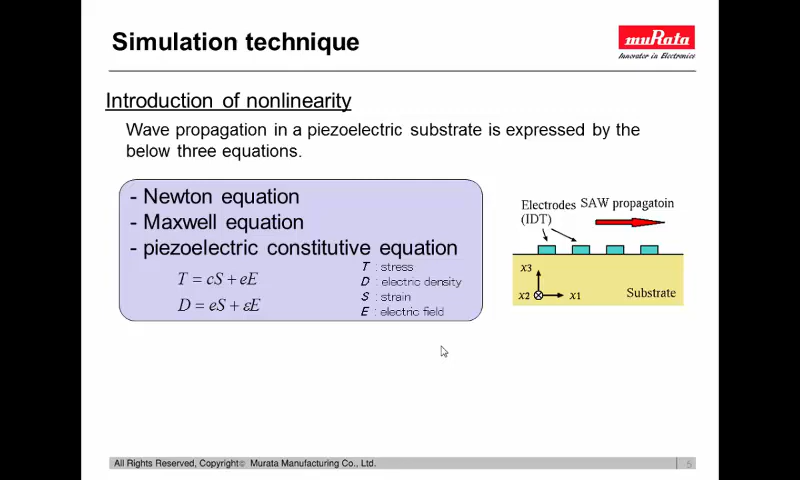 Simulation technique
muRata
Innovator in Electronics
Introduction of nonlinearity
Wave propagation in a piezoelectric substrate is expressed by the
below three equations.
- Newton equation
- Maxwell equation
- piezoelectric constitutive equation
T = cS + eE
D = eS + εE
T : stress
D : electric density
S : strain
E : electric field
Electrodes
(IDT)
SAW propagatoin
x3
x2
x1
Substrate
All Rights Reserved, Copyright© Murata Manufacturing Co., Ltd.
5